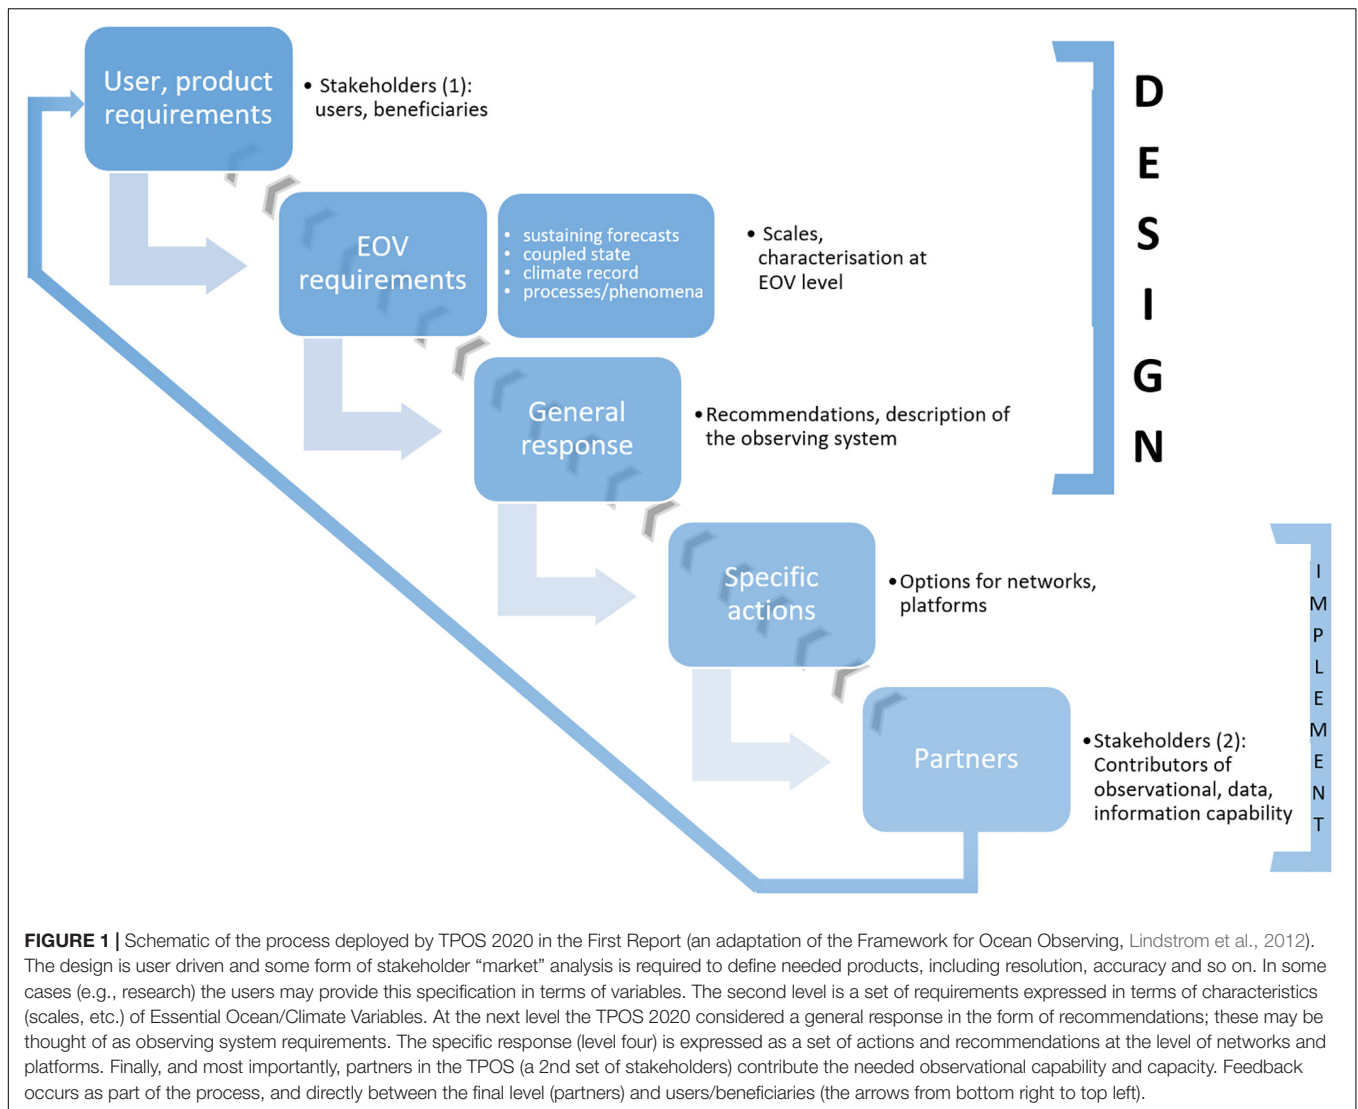 User, product
requirements
• Stakeholders (1):
users, beneficiaries
EOV
requirements
• sustaining forecasts
• coupled state
• climate record
• processes/phenomena
• Scales,
characterisation at
EOV level
General
response
•Recommendations, description of
the observing system
D
E
S
I
G
N
Specific
actions
•Options for networks,
platforms
Partners
•Stakeholders (2):
Contributors of
observational, data,
information capability
I
M
P
L
E
M
E
N
T
FIGURE 1 | Schematic of the process deployed by TPOS 2020 in the First Report (an adaptation of the Framework for Ocean Observing, Lindstrom et al., 2012).
The design is user driven and some form of stakeholder “market” analysis is required to define needed products, including resolution, accuracy and so on. In some
cases (e.g., research) the users may provide this specification in terms of variables. The second level is a set of requirements expressed in terms of characteristics
(scales, etc.) of Essential Ocean/Climate Variables. At the next level the TPOS 2020 considered a general response in the form of recommendations; these may be
thought of as observing system requirements. The specific response (level four) is expressed as a set of actions and recommendations at the level of networks and
platforms. Finally, and most importantly, partners in the TPOS (a 2nd set of stakeholders) contribute the needed observational capability and capacity. Feedback
occurs as part of the process, and directly between the final level (partners) and users/beneficiaries (the arrows from bottom right to top left).